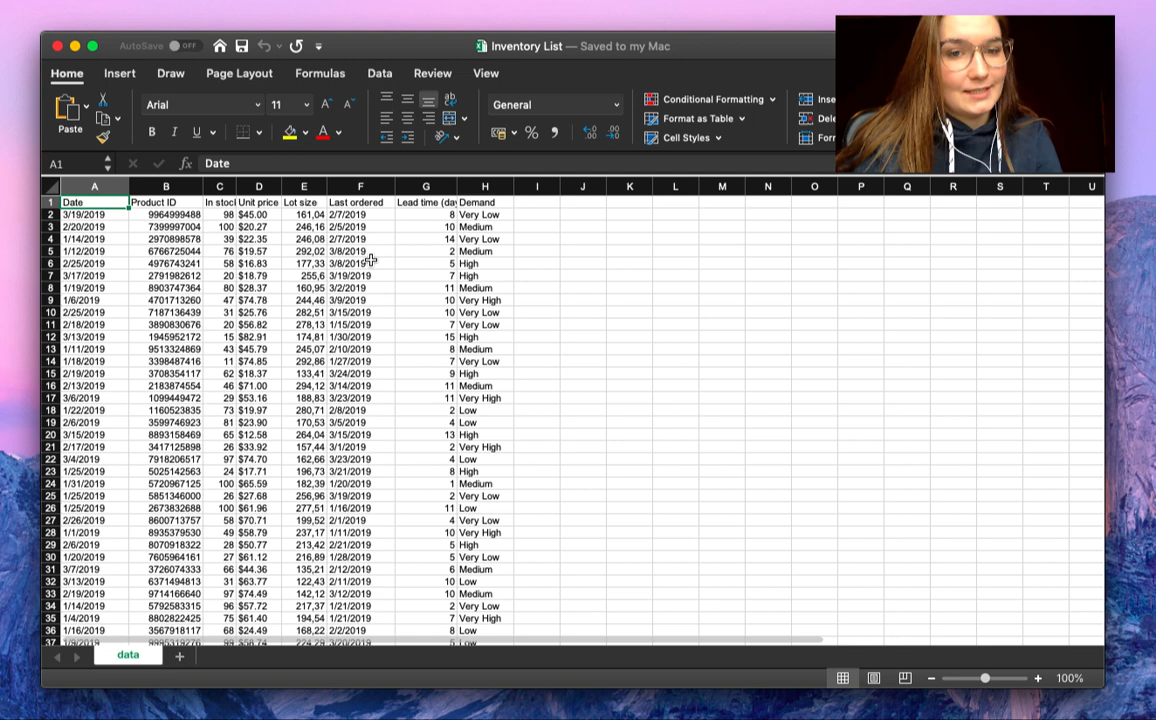 AutoSave OFF Inventory List — Saved to my Mac
Home Insert Draw Page Layout Formulas Data Review View
Paste Arial 11 A A ab General Conditional Formatting
B I U A % Format as Table
Cell Styles
A1 fx Date
A B C D E F G H I J K L M N O P Q R S T U
1 Date Product ID In stock Unit price Lot size Last ordered Lead time (day Demand
2 3/19/2019 9964999488 98 $45.00 161,04 2/7/2019 8 Very Low
3 2/20/2019 7399997004 100 $20.27 246,16 2/5/2019 10 Medium
4 1/14/2019 2970898578 39 $22.35 246,08 2/7/2019 14 Very Low
5 1/12/2019 6766725044 76 $19.57 292,02 3/8/2019 2 Medium
6 2/25/2019 4976743241 58 $16.83 177,33 3/8/2019 5 High
7 3/17/2019 2791982612 20 $18.79 255,6 3/19/2019 7 High
8 1/19/2019 8903747364 80 $28.37 160,95 3/2/2019 11 Medium
9 1/6/2019 4701713260 47 $74.78 244,46 3/9/2019 10 Very High
10 2/25/2019 7187136439 31 $25.76 282,51 3/15/2019 10 Very Low
11 2/18/2019 3890830676 20 $56.82 278,13 1/15/2019 7 Very Low
12 3/13/2019 1945952172 15 $82.91 174,81 1/30/2019 15 High
13 1/11/2019 9513324869 43 $45.79 245,07 2/10/2019 8 Medium
14 1/18/2019 3398487416 11 $74.85 292,86 1/27/2019 7 Very Low
15 2/19/2019 3708354117 62 $18.37 133,41 3/24/2019 9 High
16 2/13/2019 2183874554 46 $71.00 294,12 3/14/2019 11 Medium
17 3/6/2019 1099449472 29 $53.16 188,83 3/23/2019 11 Very High
18 1/22/2019 1160523835 73 $19.97 280,71 2/8/2019 2 Low
19 2/6/2019 3599746923 81 $23.90 170,53 3/5/2019 4 Low
20 3/15/2019 8893158469 65 $12.58 264,04 3/15/2019 13 High
21 2/17/2019 3417125898 26 $33.92 157,44 3/1/2019 2 Very High
22 3/4/2019 7918206517 97 $74.70 162,66 3/23/2019 4 Low
23 1/25/2019 5025142563 24 $17.71 196,73 3/21/2019 8 High
24 1/31/2019 5720967125 100 $65.59 182,39 1/20/2019 1 Medium
25 1/25/2019 5851346000 26 $27.68 256,96 3/19/2019 2 Very Low
26 1/25/2019 2673832688 100 $61.96 277,51 1/16/2019 11 Low
27 2/26/2019 8600713757 58 $70.71 199,52 2/1/2019 4 Very Low
28 1/1/2019 8935379530 49 $58.79 237,17 1/11/2019 10 Very High
29 2/6/2019 8070918322 28 $50.77 213,42 2/21/2019 5 High
30 1/20/2019 7605964161 27 $61.12 216,89 1/28/2019 5 Very Low
31 3/7/2019 3726074333 66 $44.36 135,21 2/12/2019 6 Medium
32 3/13/2019 6371494813 31 $63.77 122,43 2/11/2019 10 Low
33 2/19/2019 9714166640 97 $74.49 142,12 3/12/2019 10 Medium
34 1/14/2019 5792583315 96 $57.72 217,37 1/21/2019 2 Very Low
35 1/4/2019 8802822425 75 $61.40 194,54 1/21/2019 7 Very High
36 1/16/2019 3567918117 68 $24.49 168,22 2/2/2019 8 Low
37
data
100%